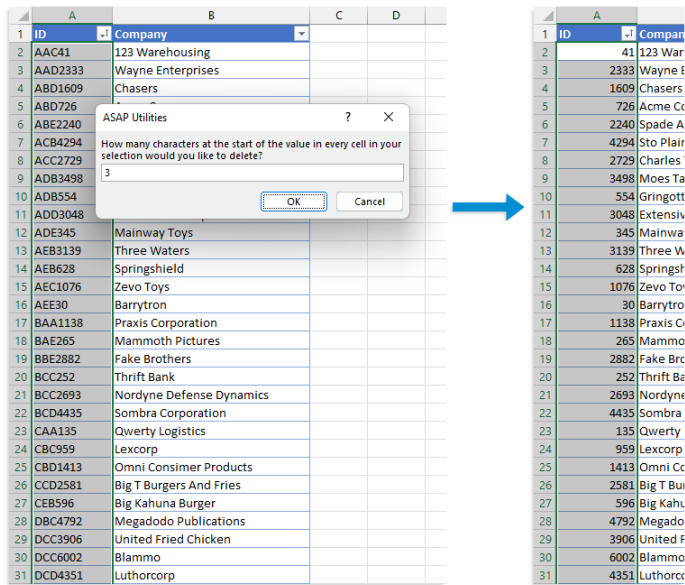 A B C D
1 ID Company
2 AAC41 123 Warehousing
3 AAD2333 Wayne Enterprises
4 ABD1609 Chasers
5 ABD726
6 ABE2240
7 ACB4294
8 ACC2729
9 ADB3498
10 ADB554
11 ADD3048
12 ADE345 Mainway Toys
13 AEB3139 Three Waters
14 AEB628 Springshield
15 AEC1076 Zevo Toys
16 AEE30 Barrytron
17 BAA1138 Praxis Corporation
18 BAE265 Mammoth Pictures
19 BBE2882 Fake Brothers
20 BCC252 Thrift Bank
21 BCC2693 Nordyne Defense Dynamics
22 BCD4435 Sombra Corporation
23 CAA135 Qwerty Logistics
24 CBC959 Lexcorp
25 CBD1413 Omni Consimer Products
26 CCD2581 Big T Burgers And Fries
27 CEB596 Big Kahuna Burger
28 DBC4792 Megadodo Publications
29 DCC3906 United Fried Chicken
30 DCC6002 Blammo
31 DCD4351 Luthorcorp
ASAP Utilities ?
How many characters at the start of the value in every cell in your
selection would you like to delete?
3
OK Cancel
A
1 ID Compan
2 41 123 War
3 2333 Wayne E
4 1609 Chasers
5 726 Acme Co
6 2240 Spade A
7 4294 Sto Plain
8 2729 Charles
9 3498 Moes Ta
10 554 Gringott
11 3048 Extensiv
12 345 Mainwa
13 3139 Three W
14 628 Springsh
15 1076 Zevo Toy
16 30 Barrytro
17 1138 Praxis Co
18 265 Mammo
19 2882 Fake Bro
20 252 Thrift Ba
21 2693 Nordyne
22 4435 Sombra
23 135 Qwerty
24 959 Lexcorp
25 1413 Omni Co
26 2581 Big T Bur
27 596 Big Kahu
28 4792 Megado
29 3906 United F
30 6002 Blammo
31 4351 Luthorco